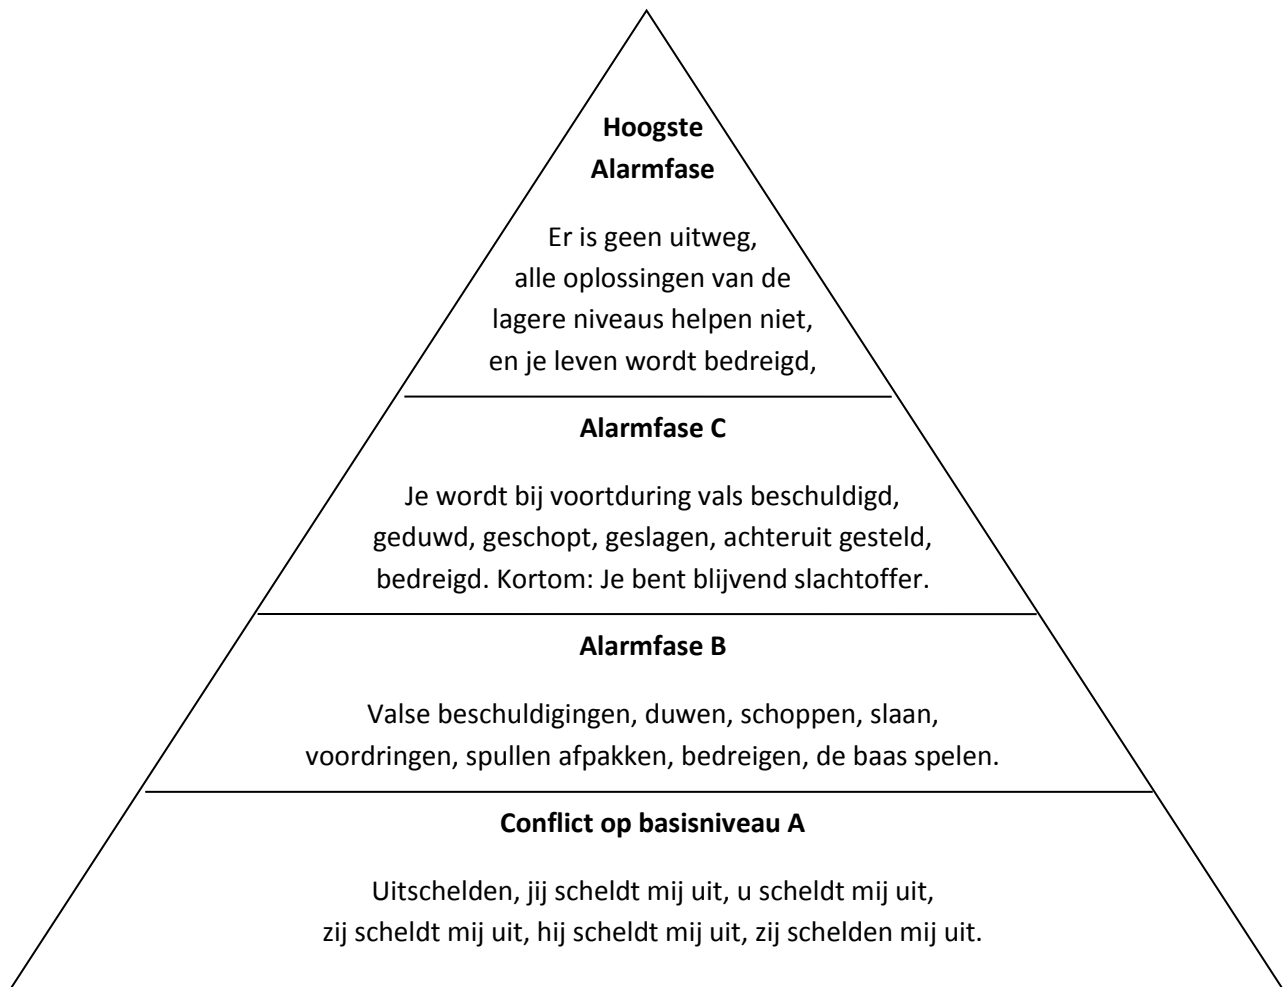 Hoogste
Alarmfase
Er is geen uitweg,
alle oplossingen van de
lagere niveaus helpen niet,
en je leven wordt bedreigd,
Alarmfase C
Je wordt bij voortduring vals beschuldigd,
geduwd, geschopt, geslagen, achteruit gesteld,
bedreigd. Kortom: Je bent blijvend slachtoffer.
Alarmfase B
Valse beschuldigingen, duwen, schoppen, slaan,
voordringen, spullen afpakken, bedreigen, de baas spelen.
Conflict op basisniveau A
Uitschelden, jij scheldt mij uit, u scheldt mij uit,
zij scheldt mij uit, hij scheldt mij uit, zij schelden mij uit.